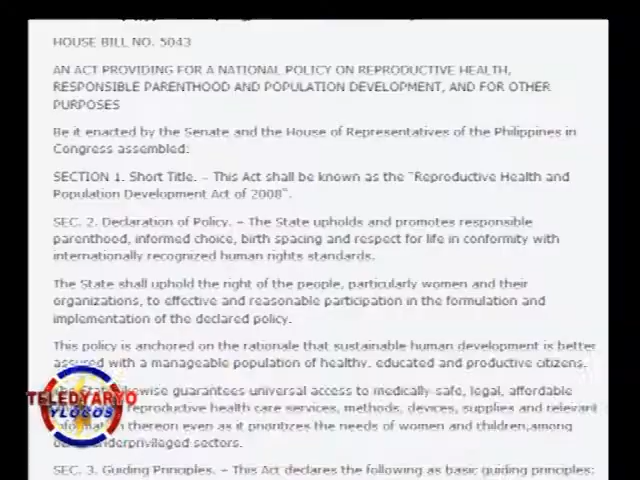 HOUSE BILL NO. 5043
AN ACT PROVIDING FOR A NATIONAL POLICY ON REPRODUCTIVE HEALTH,
RESPONSIBLE PARENTHOOD AND POPULATION DEVELOPMENT, AND FOR OTHER
PURPOSES
Be it enacted by the Senate and the House of Representatives of the Philippines in
Congress assembled:
SECTION 1. Short Title. – This Act shall be known as the "Reproductive Health and
Population Development Act of 2008".
SEC. 2. Declaration of Policy. – The State upholds and promotes responsible
parenthood, informed choice, birth spacing and respect for life in conformity with
internationally recognized human rights standards.
The State shall uphold the right of the people, particularly women and their
organizations, to effective and reasonable participation in the formulation and
implementation of the declared policy.
This policy is anchored on the rationale that sustainable human development is better
assured with a manageable population of healthy, educated and productive citizens.
The State likewise guarantees universal access to medically-safe, legal, affordable
reproductive health care services, methods, devices, supplies and relevant
information thereon even as it prioritizes the needs of women and children,among
underprivileged sectors.
SEC. 3. Guiding Principles. – This Act declares the following as basic guiding principles:
TELEDYARYO
YLOCOS